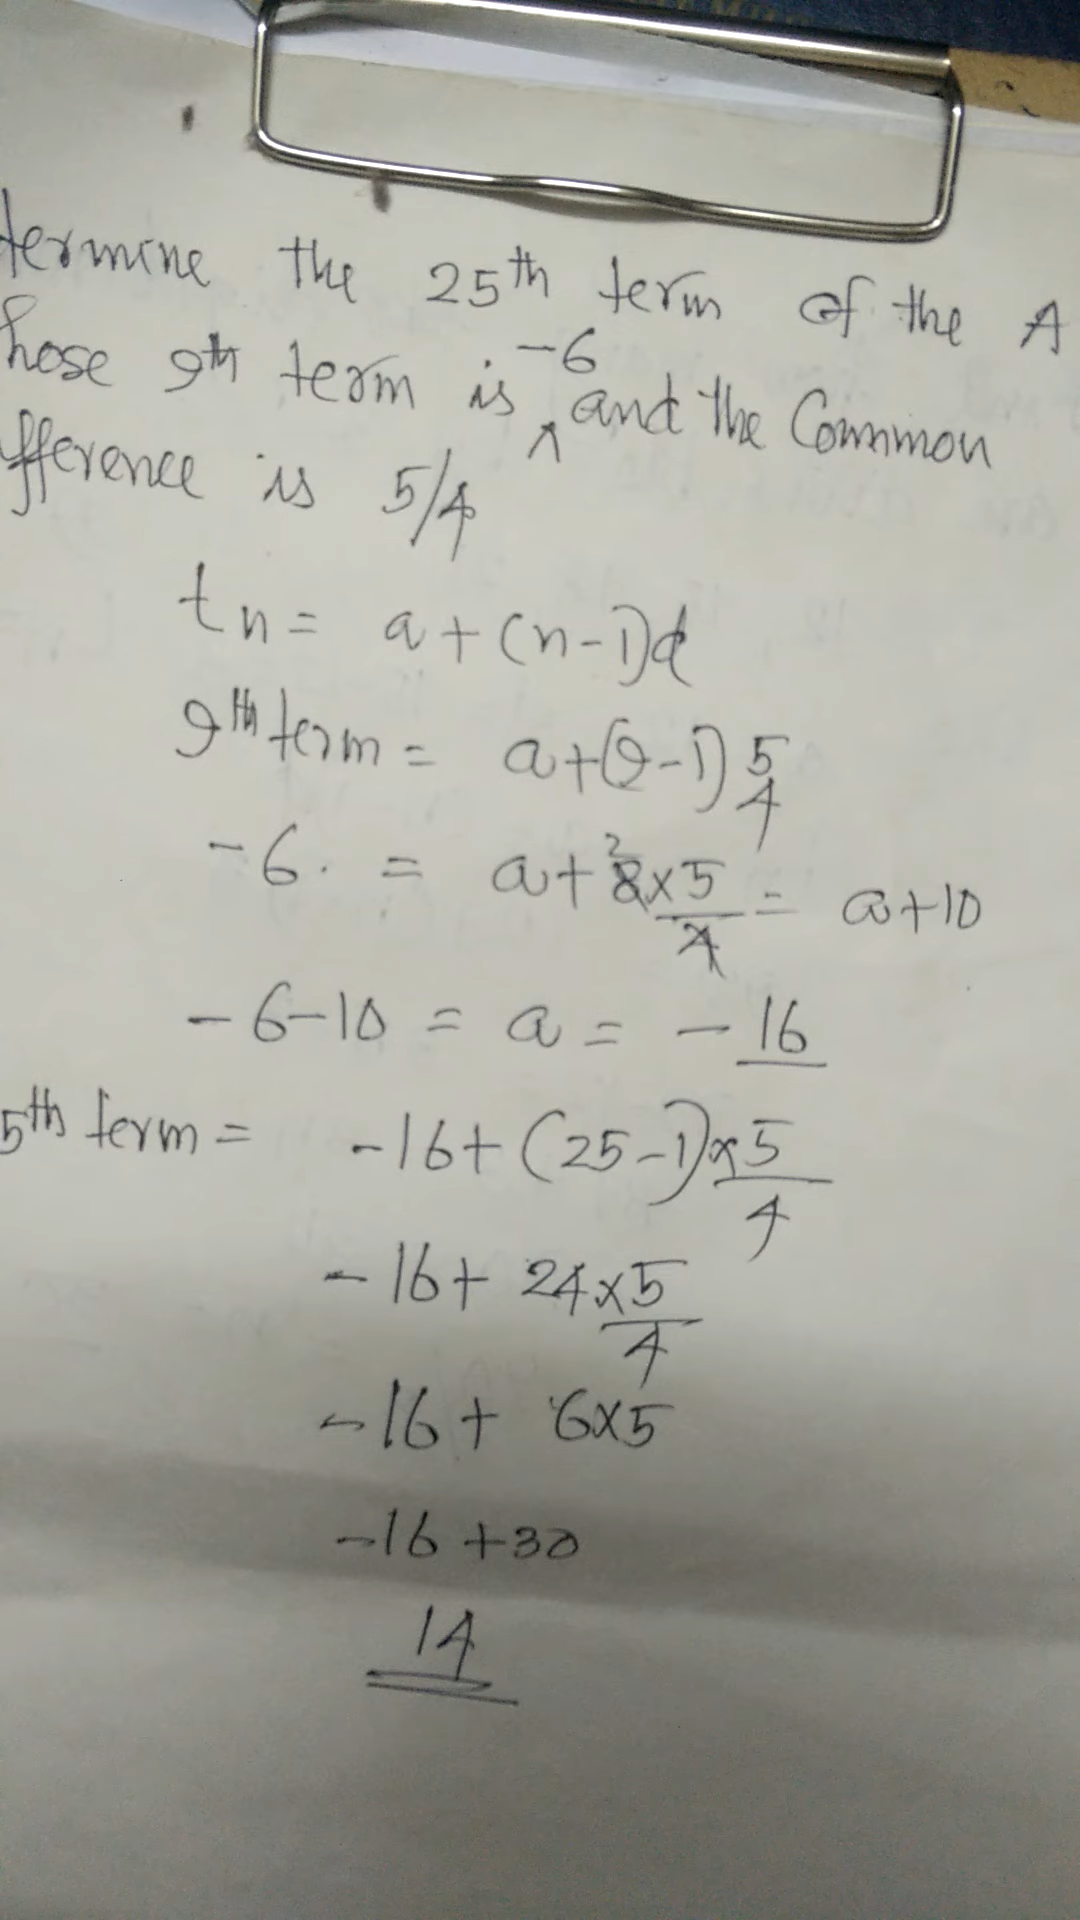 termine the 25th term of the A
hose 9th term is -6 and the Common
fference is 5/4
tn = a + (n-1)d
9th term = a+(9-1) 5/4
-6. = a + 8x5/4 = a+10
-6-10 = a = -16
5th term = -16 + (25-1)x5/4
-16 + 24x5/4
-16 + 6x5
-16 +30
14